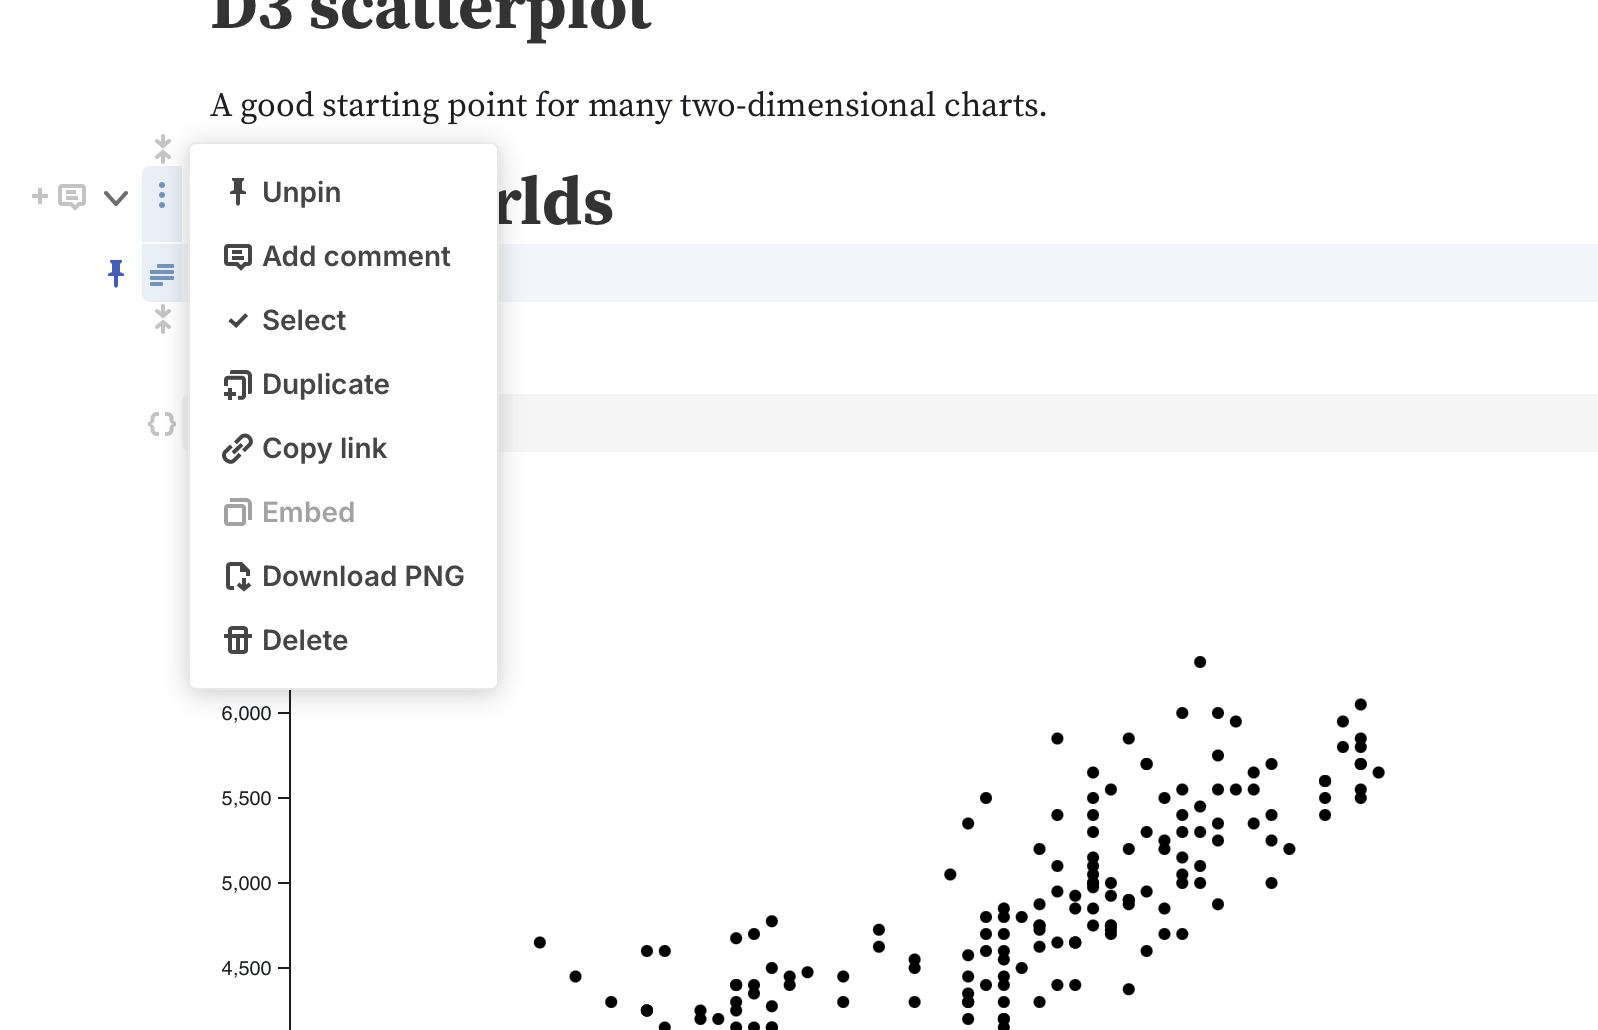 D3 scatterplot
A good starting point for many two-dimensional charts.
Unpin
Add comment
Select
Duplicate
Copy link
Embed
Download PNG
Delete
6,000
5,500
5,000
4,500